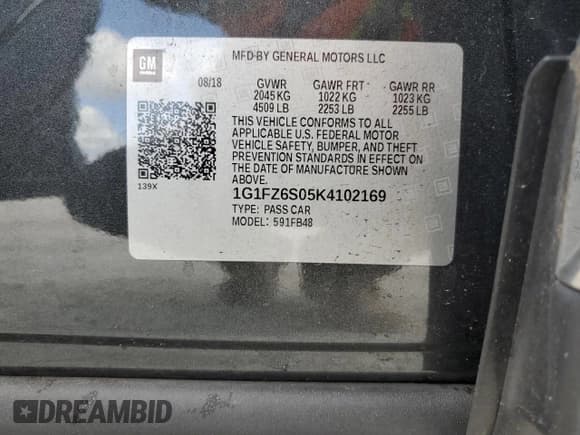 GM
MFD BY GENERAL MOTORS LLC
08/18 GVWR GAWR FRT GAWR RR
2045 KG 1022 KG 1023 KG
4509 LB 2253 LB 2255 LB
THIS VEHICLE CONFORMS TO ALL
APPLICABLE U.S. FEDERAL MOTOR
VEHICLE SAFETY, BUMPER, AND THEFT
PREVENTION STANDARDS IN EFFECT ON
THE DATE OF MANUFACTURE SHOWN
ABOVE.
139X
1G1FZ6S05K4102169
TYPE: PASS CAR
MODEL: 591FB48
DREAMBID